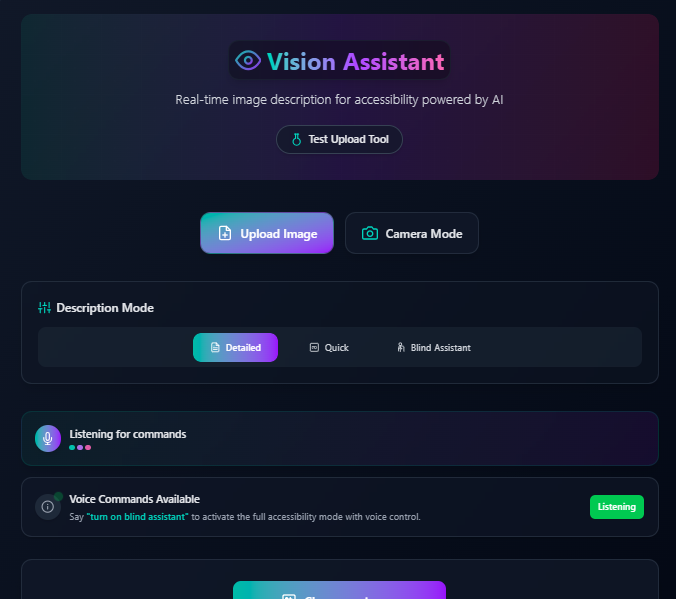 Vision Assistant
Real-time image description for accessibility powered by AI
Test Upload Tool
Upload Image
Camera Mode
Description Mode
Detailed
Quick
Blind Assistant
Listening for commands
Voice Commands Available
Say "turn on blind assistant" to activate the full accessibility mode with voice control.
Listening